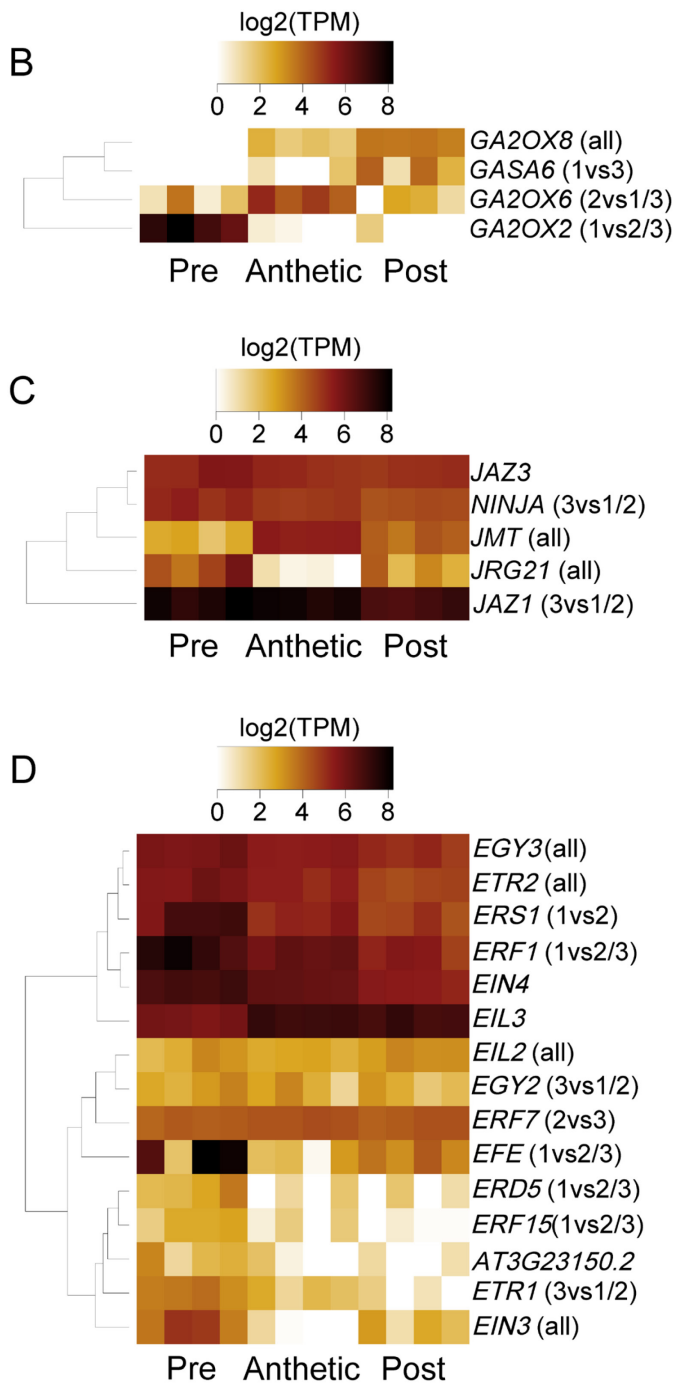 B
log2(TPM)
0 2 4 6 8
GA2OX8 (all)
GASA6 (1vs3)
GA2OX6 (2vs1/3)
GA2OX2 (1vs2/3)
Pre Anthetic Post
C
log2(TPM)
0 2 4 6 8
JAZ3
NINJA (3vs1/2)
JMT (all)
JRG21 (all)
JAZ1 (3vs1/2)
Pre Anthetic Post
D
log2(TPM)
0 2 4 6 8
EGY3(all)
ETR2 (all)
ERS1 (1vs2)
ERF1 (1vs2/3)
EIN4
EIL3
EIL2 (all)
EGY2 (3vs1/2)
ERF7 (2vs3)
EFE (1vs2/3)
ERD5 (1vs2/3)
ERF15(1vs2/3)
AT3G23150.2
ETR1 (3vs1/2)
EIN3 (all)
Pre Anthetic Post